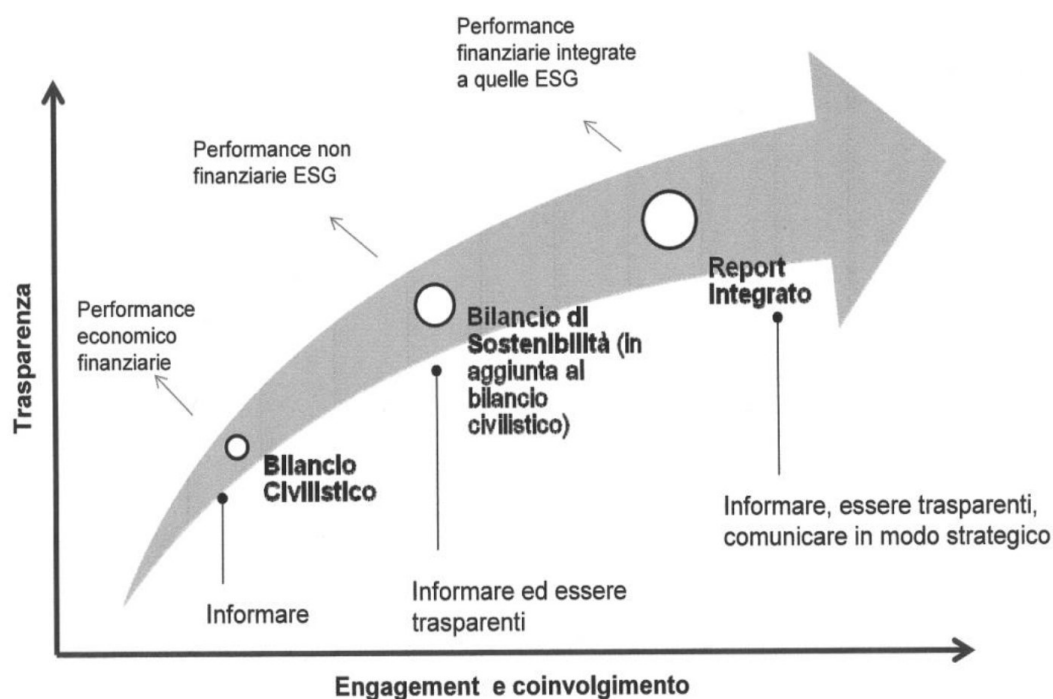 Performance
finanziarie integrate
a quelle ESG
Performance non
finanziarie ESG
Performance
economico
finanziarie
Trasparenza
Report
Integrato
Bilancio di
Sostenibilità (in
aggiunta al
bilancio
civilistico)
Bilancio
Civilistico
Informare, essere trasparenti,
comunicare in modo strategico
Informare ed essere
trasparenti
Informare
Engagement e coinvolgimento